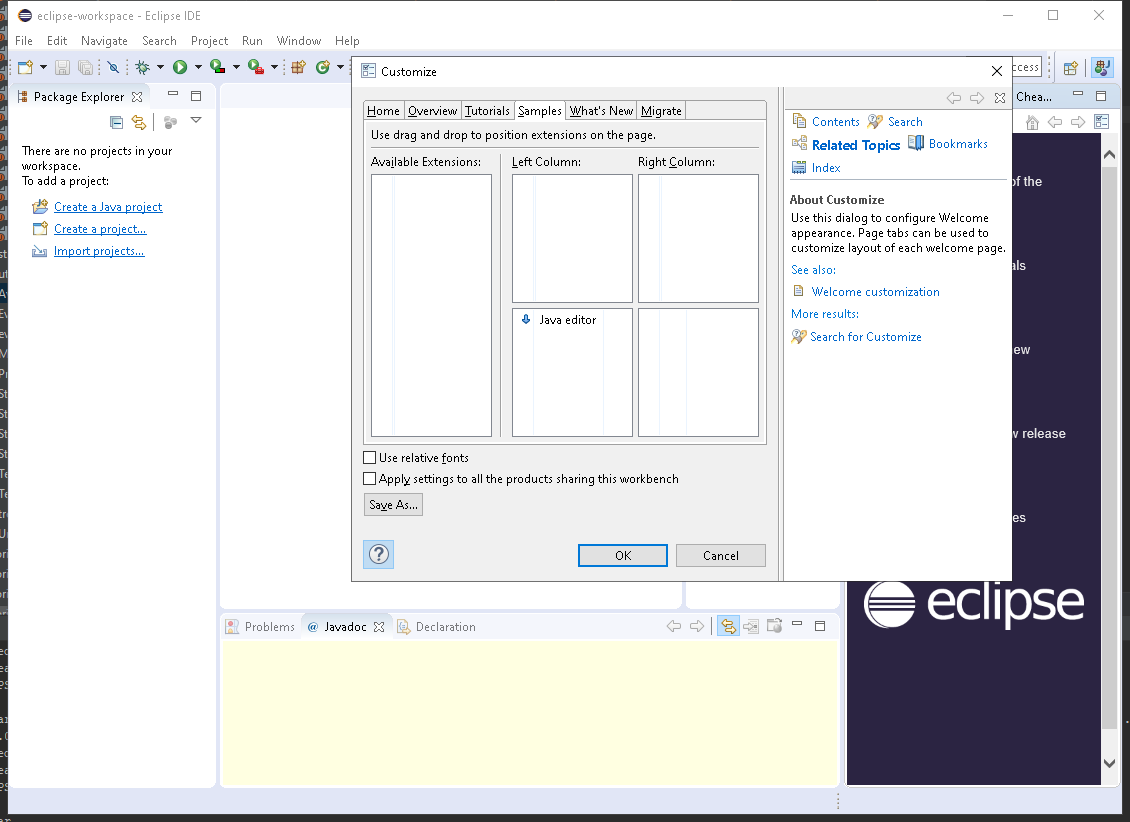 eclipse-workspace - Eclipse IDE
File Edit Navigate Search Project Run Window Help
Package Explorer
There are no projects in your
workspace.
To add a project:
Create a Java project
Create a project...
Import projects...
Customize
Home Overview Tutorials Samples What's New Migrate
Use drag and drop to position extensions on the page.
Available Extensions: Left Column: Right Column:
Java editor
Use relative fonts
Apply settings to all the products sharing this workbench
Save As...
OK Cancel
Contents Search
Related Topics Bookmarks
Index
About Customize
Use this dialog to configure Welcome
appearance. Page tabs can be used to
customize layout of each welcome page.
See also:
Welcome customization
More results:
Search for Customize
Chea...
of the
release
eclipse
Problems @ Javadoc Declaration